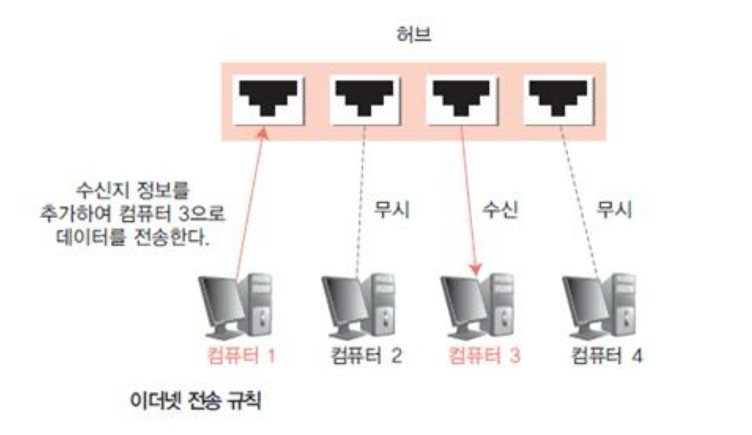 허브
수신지 정보를
추가하여 컴퓨터 3으로
데이터를 전송한다.
무시
수신
무시
컴퓨터 1
컴퓨터 2
컴퓨터 3
컴퓨터 4
이더넷 전송 규칙